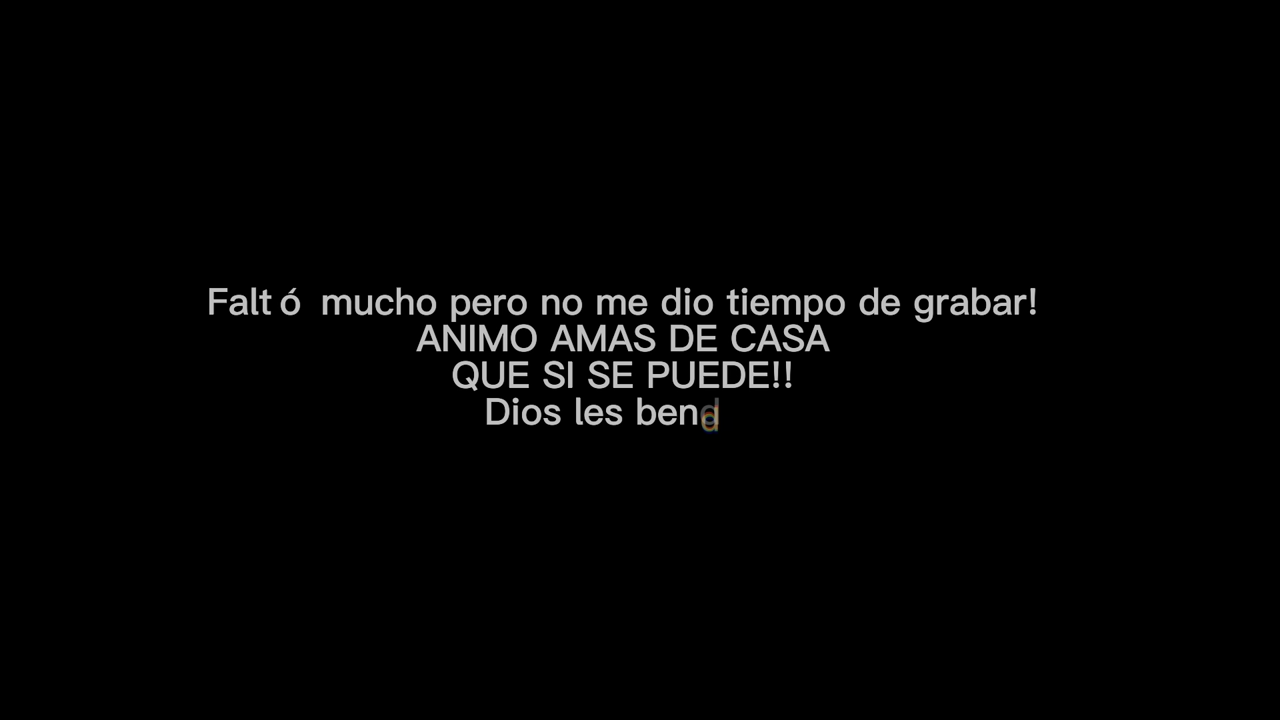 Faltó mucho pero no me dio tiempo de grabar!
ANIMO AMAS DE CASA
QUE SI SE PUEDE!!
Dios les bend